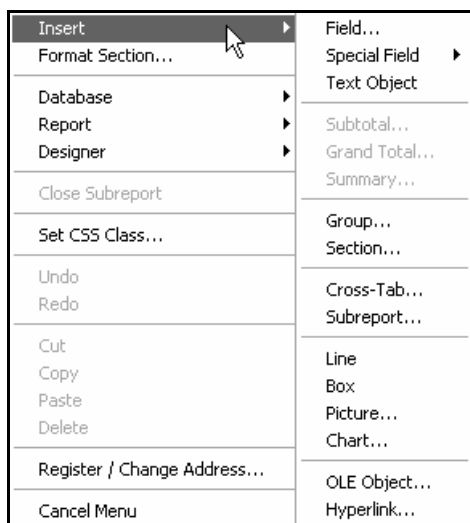 Insert
Format Section...
Database
Report
Designer
Close Subreport
Set CSS Class...
Undo
Redo
Cut
Copy
Paste
Delete
Register / Change Address...
Cancel Menu
Field...
Special Field
Text Object
Subtotal...
Grand Total...
Summary...
Group...
Section...
Cross-Tab...
Subreport...
Line
Box
Picture...
Chart...
OLE Object...
Hyperlink...